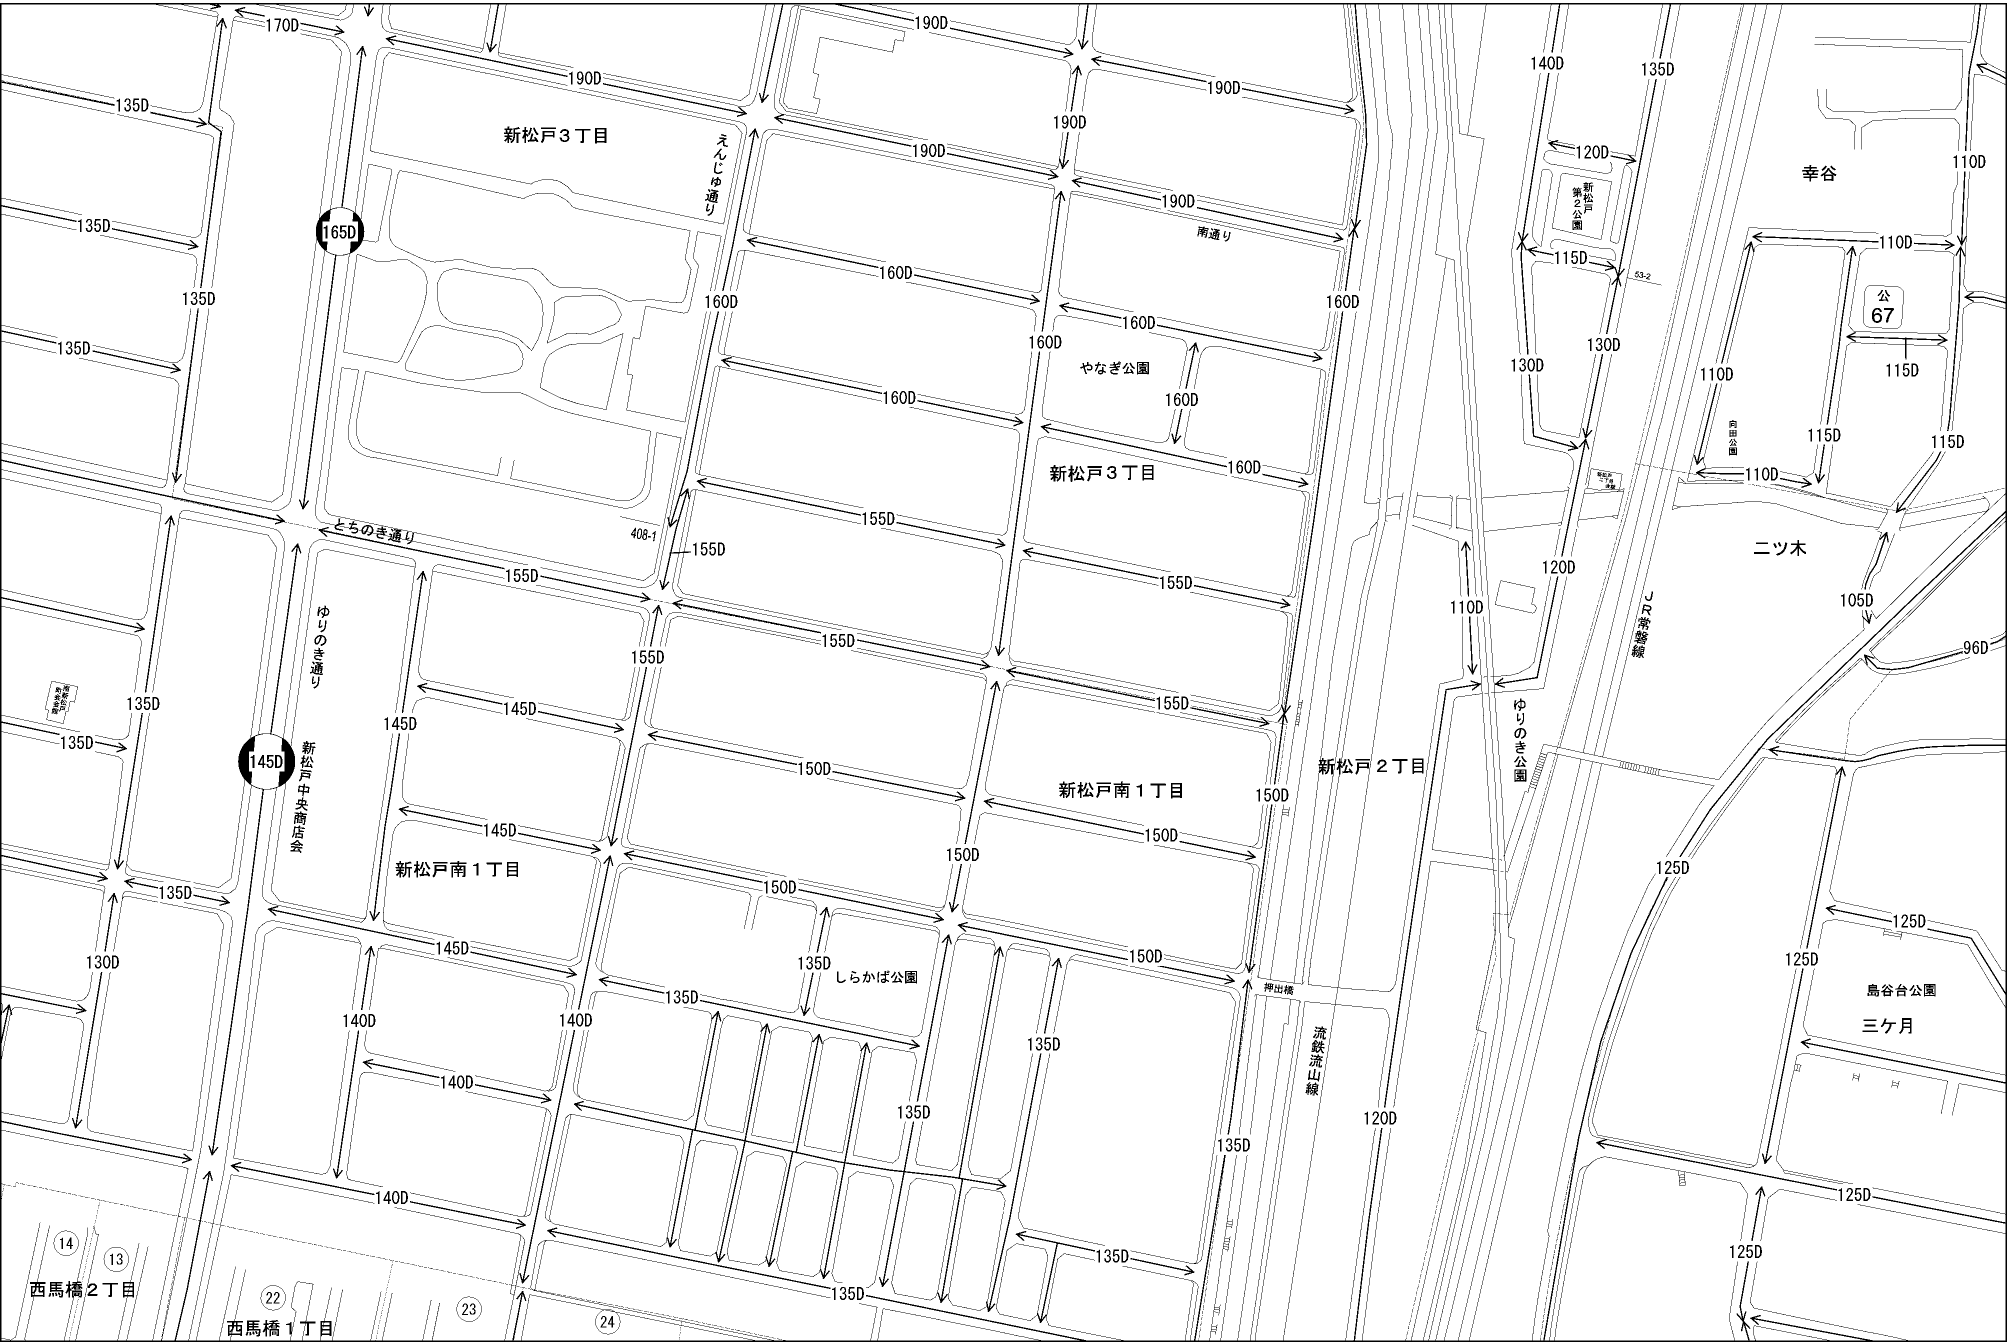 170D
190D
190D
190D
140D
135D
135D
新松戸３丁目
えんじゅ通り
190D
190D
120D
幸谷
110D
新松戸
第２公園
135D
165D
190D
南通り
110D
115D
53-2
135D
160D
160D
160D
160D
公
67
135D
160D
160D
130D
130D
115D
やなぎ公園
160D
160D
110D
向田公園
115D
115D
新松戸３丁目
160D
110D
とちのき通り
408-1
155D
155D
二ツ木
155D
155D
120D
JR常磐線
105D
ゆりのき通り
110D
155D
155D
96D
135D
145D
145D
155D
ゆりのき公園
135D
145D
新松戸中央商店会
150D
新松戸２丁目
新松戸南１丁目
150D
145D
150D
新松戸南１丁目
150D
150D
125D
135D
145D
150D
125D
130D
135D
しらかば公園
135D
押出橋
125D
島谷台公園
三ケ月
140D
140D
135D
流鉄流山線
140D
135D
135D
120D
140D
125D
14
13
135D
125D
西馬橋２丁目
22
23
24
135D
西馬橋１丁目